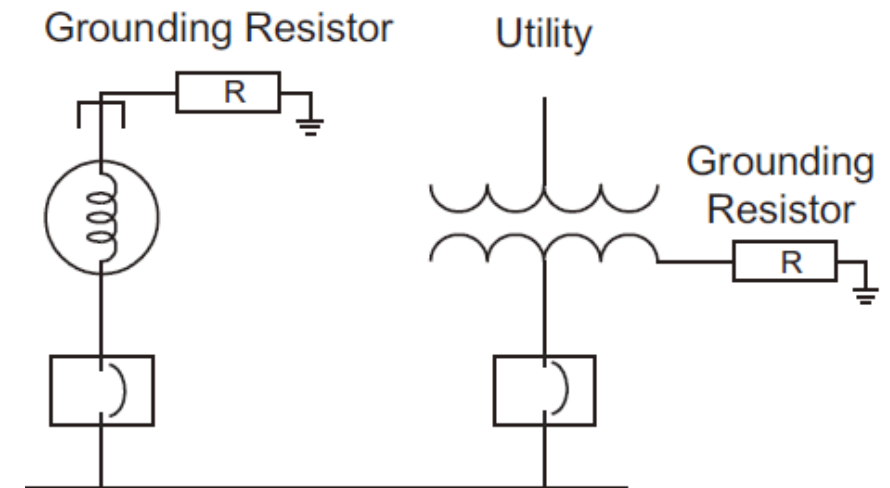 Grounding Resistor
Utility
R
Grounding
Resistor
R